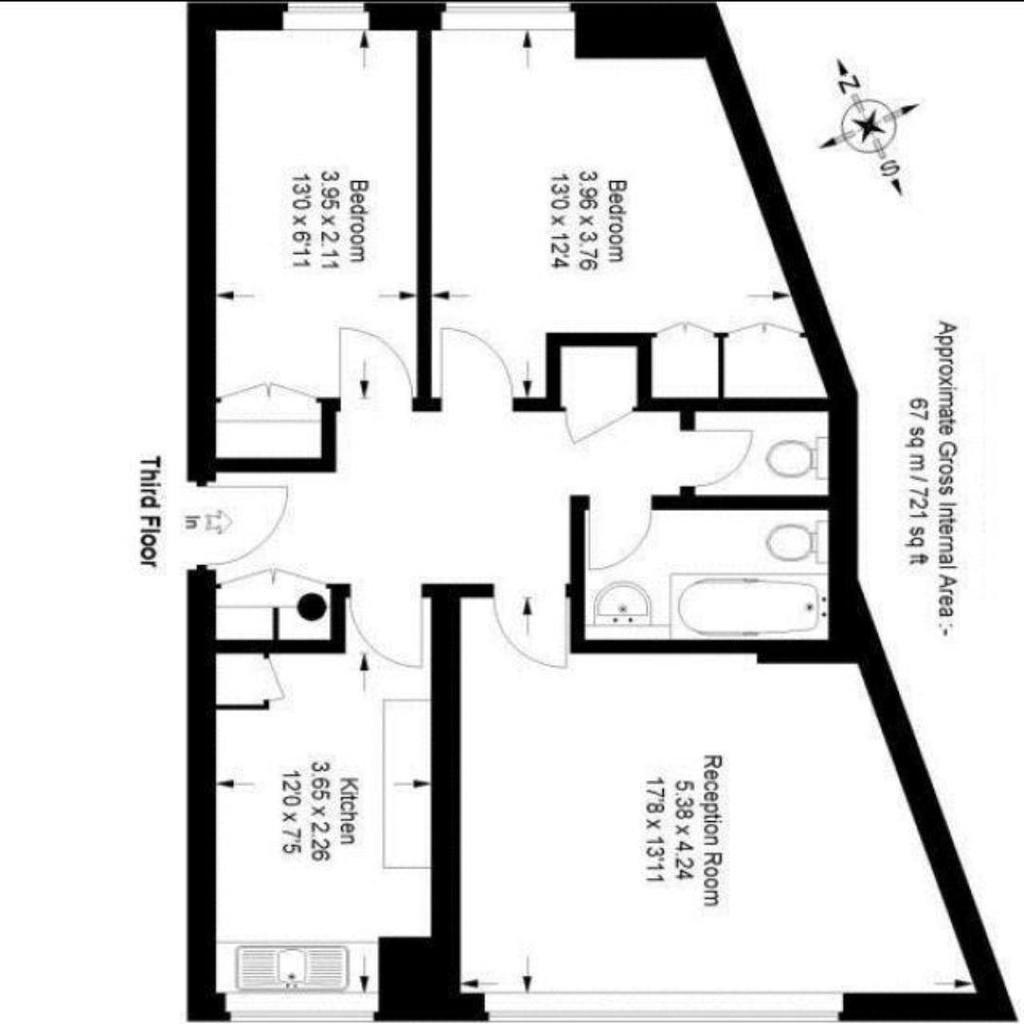 Approximate Gross Internal Area :-
67 sq m / 721 sq ft
N
S
Bedroom
3.96 x 3.76
13'0 x 12'4
Bedroom
3.95 x 2.11
13'0 x 6'11
Reception Room
5.38 x 4.24
17'8 x 13'11
Kitchen
3.65 x 2.26
12'0 x 7'5
In
Third Floor